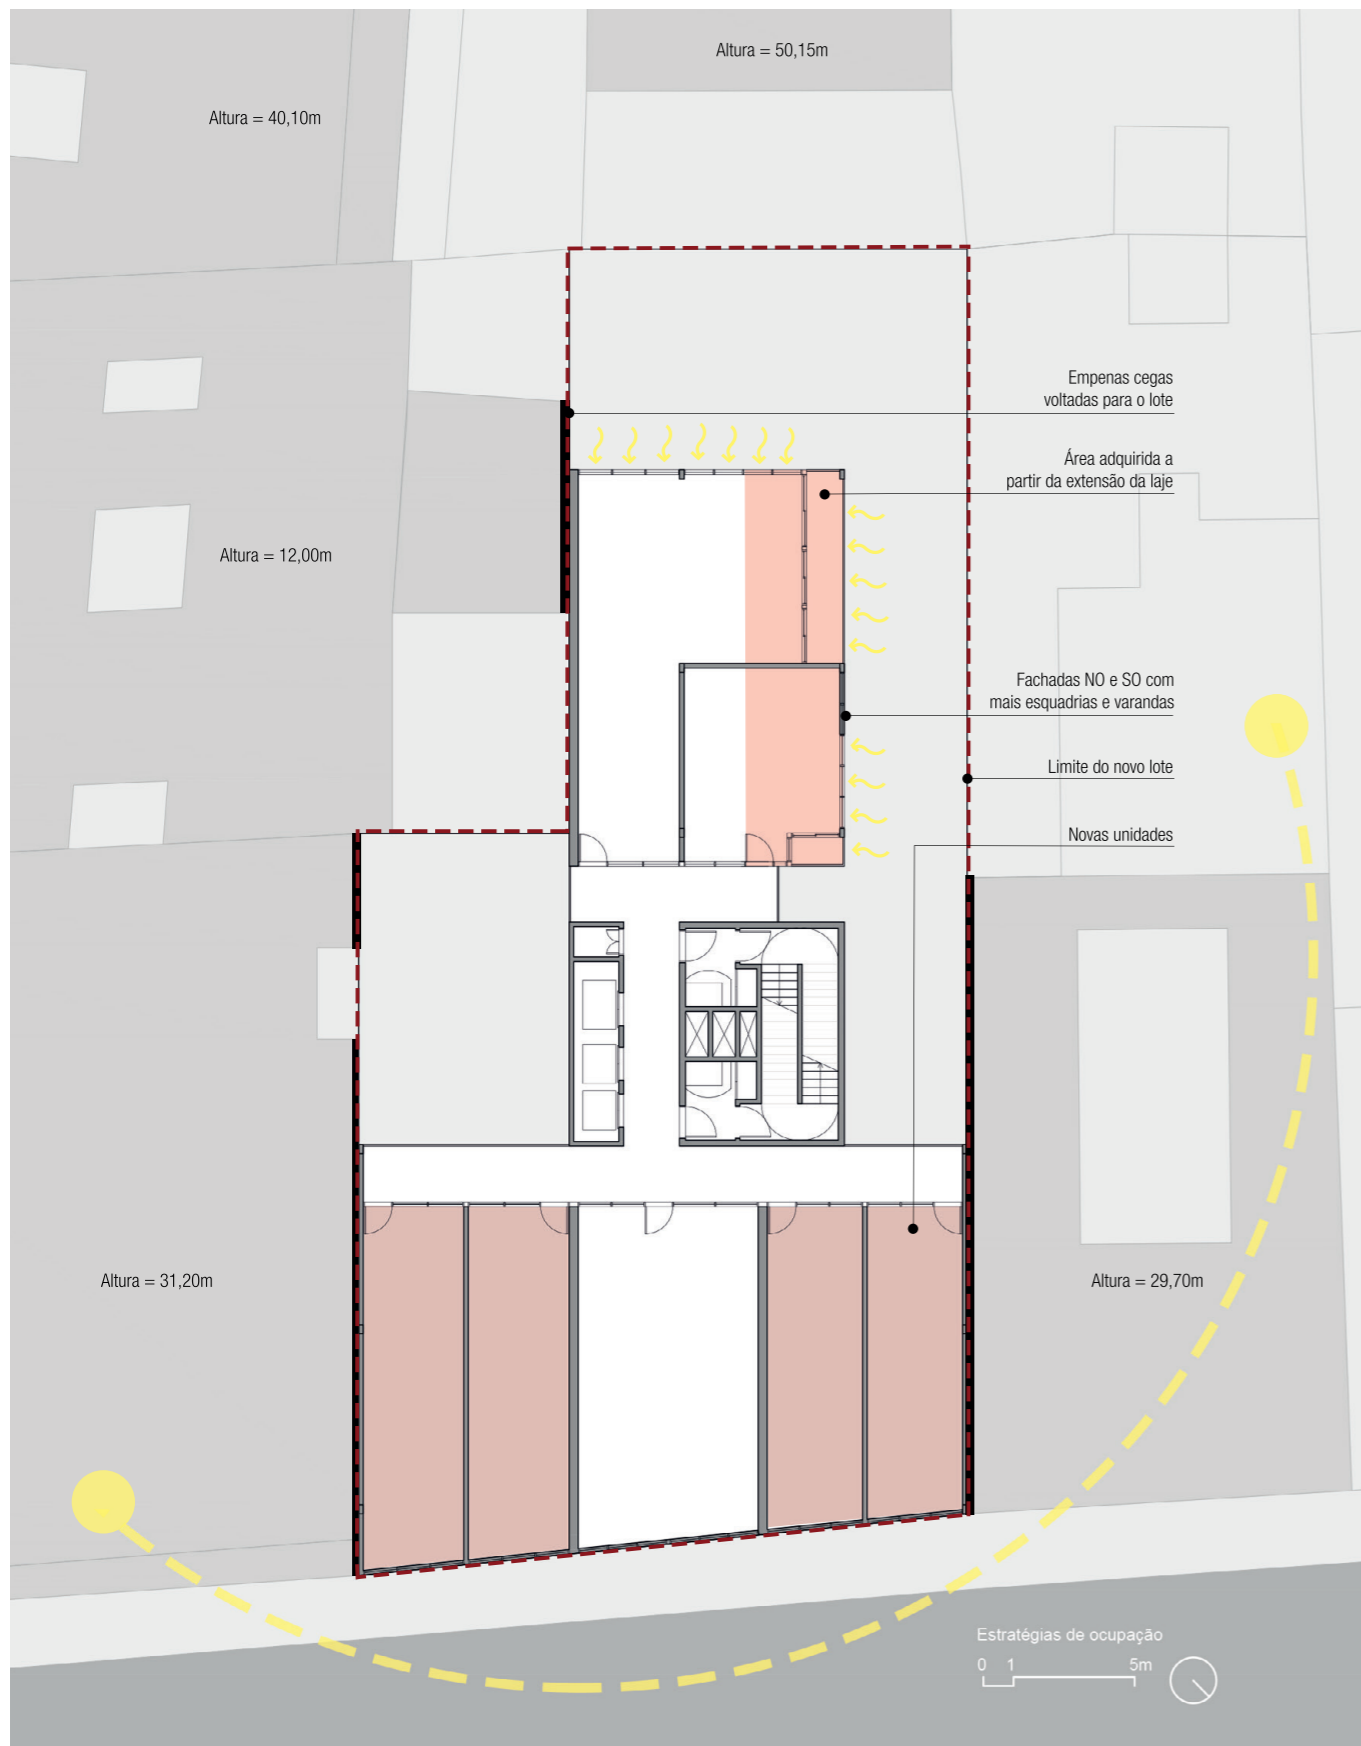 Altura = 50,15m
Altura = 40,10m
Empenas cegas
voltadas para o lote
Área adquirida a
partir da extensão da laje
Altura = 12,00m
Fachadas NO e SO com
mais esquadrias e varandas
Limite do novo lote
Novas unidades
Altura = 31,20m
Altura = 29,70m
Estratégias de ocupação
0 1 5m